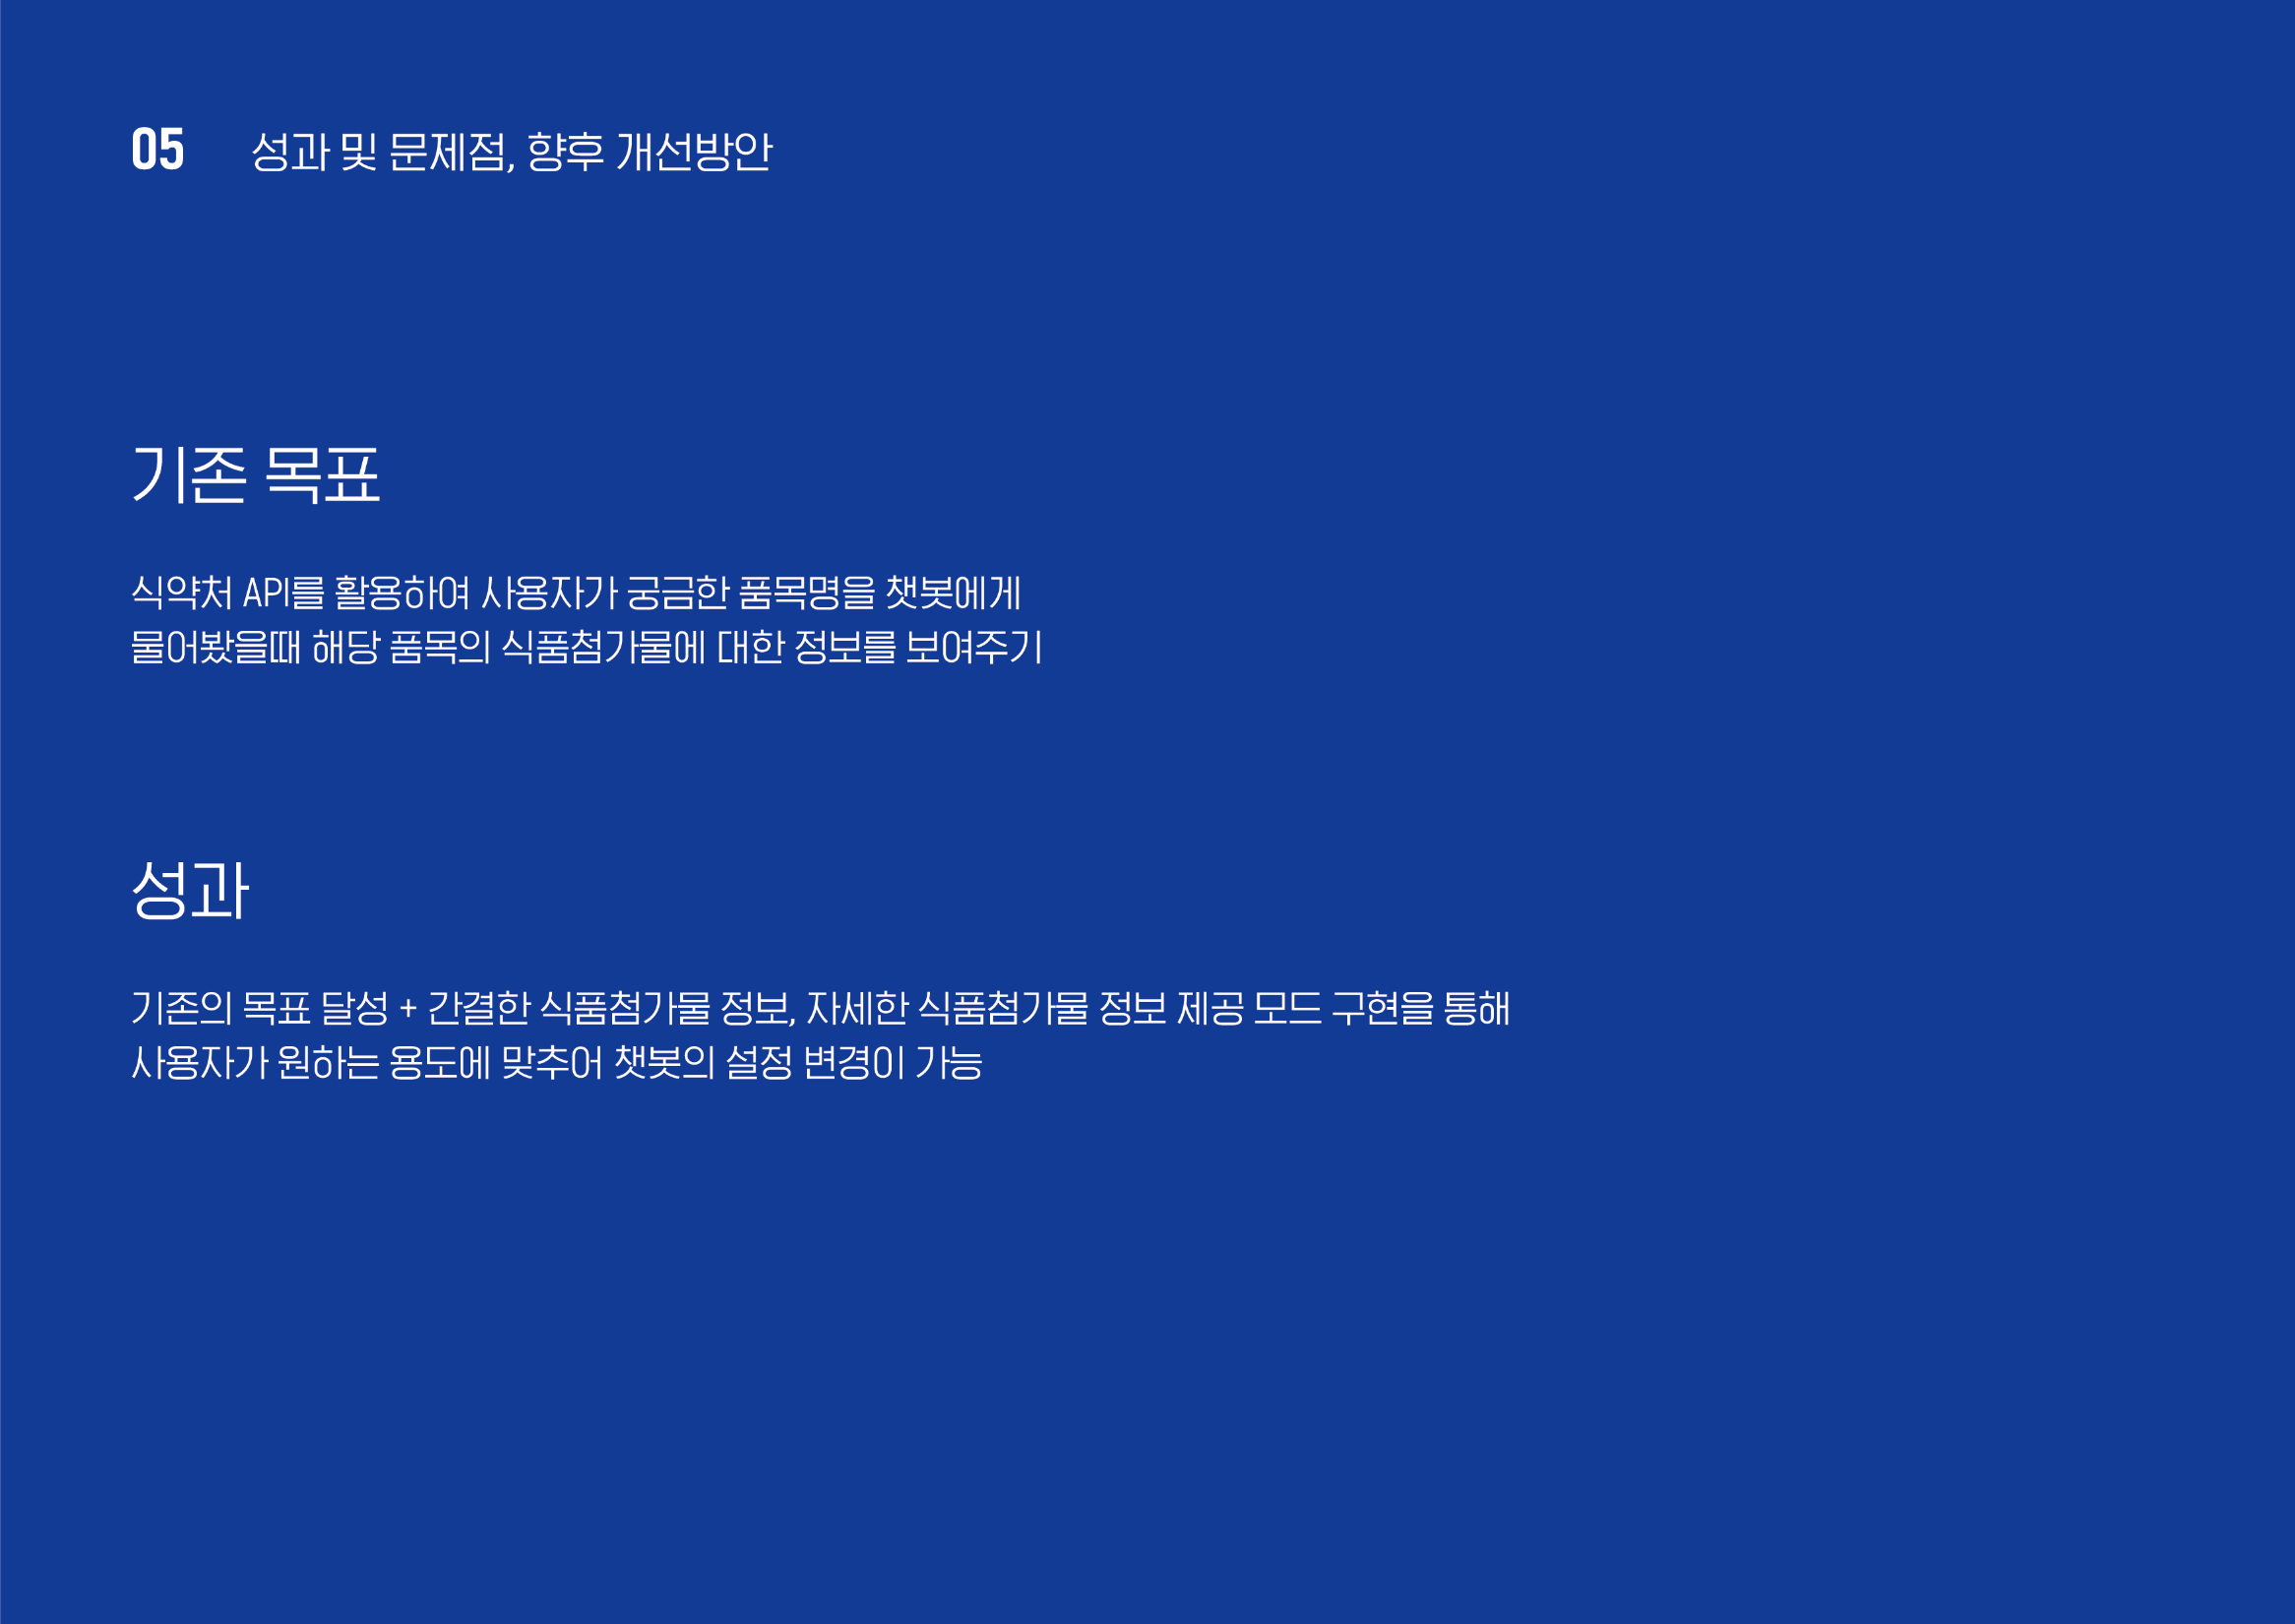 05 성과 및 문제점, 향후 개선방안
기존 목표
식약처 API를 활용하여 사용자가 궁금한 품목명을 챗봇에게
물어봤을때 해당 품목의 식품첨가물에 대한 정보를 보여주기
성과
기존의 목표 달성 + 간결한 식품첨가물 정보, 자세한 식품첨가물 정보 제공 모드 구현을 통해
사용자가 원하는 용도에 맞추어 챗봇의 설정 변경이 가능